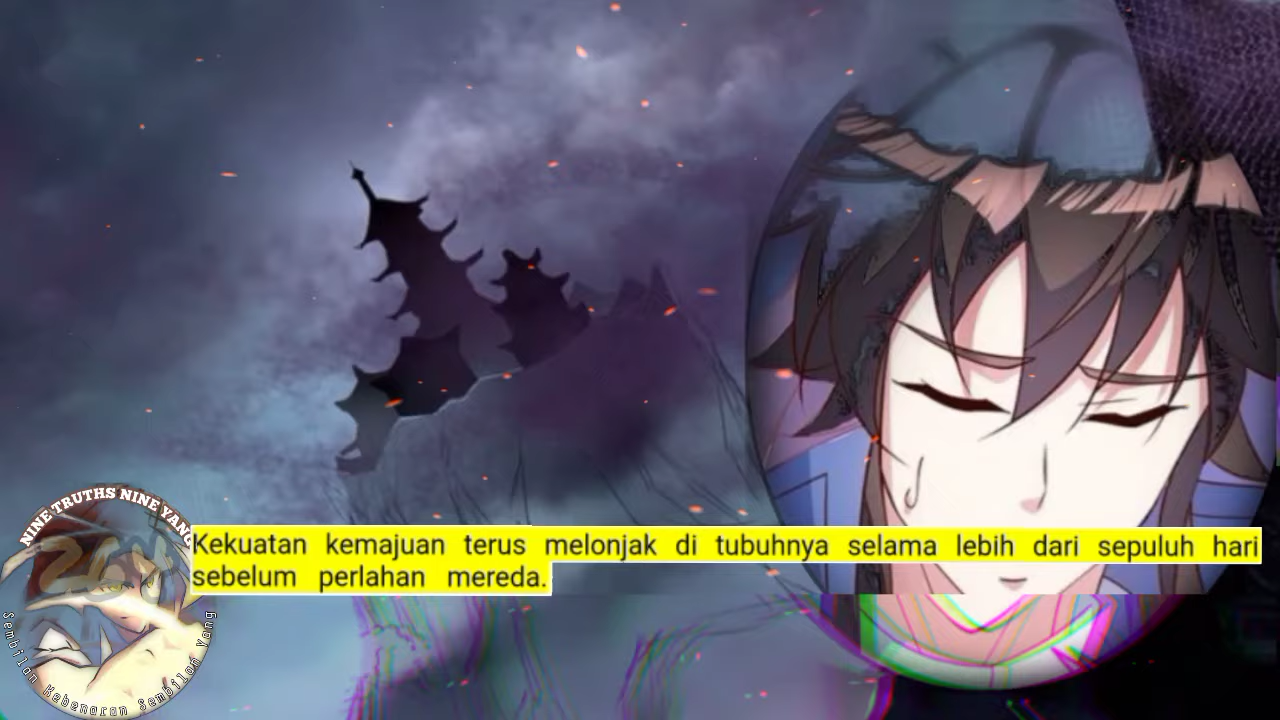 NINE TRUTHS NINE YANG
Kekuatan kemajuan terus melonjak di tubuhnya selama lebih dari sepuluh hari
sebelum perlahan mereda.
Sembilan Kebenaran Sembilan Yang